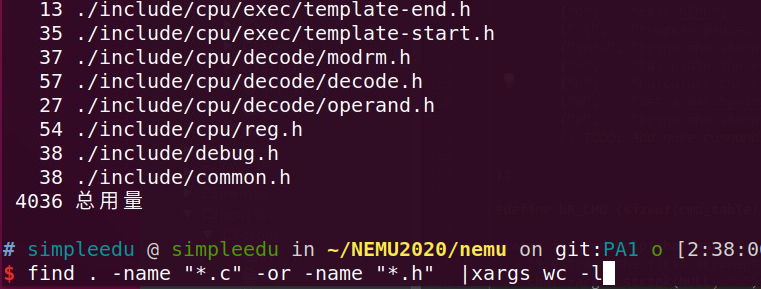 13 ./include/cpu/exec/template-end.h
35 ./include/cpu/exec/template-start.h
37 ./include/cpu/decode/modrm.h
57 ./include/cpu/decode/decode.h
27 ./include/cpu/decode/operand.h
54 ./include/cpu/reg.h
38 ./include/debug.h
38 ./include/common.h
4036 总用量
# simpleedu @ simpleedu in ~/NEMU2020/nemu on git:PA1 o [2:38:0
$ find . -name "*.c" -or -name "*.h"  |xargs wc -l